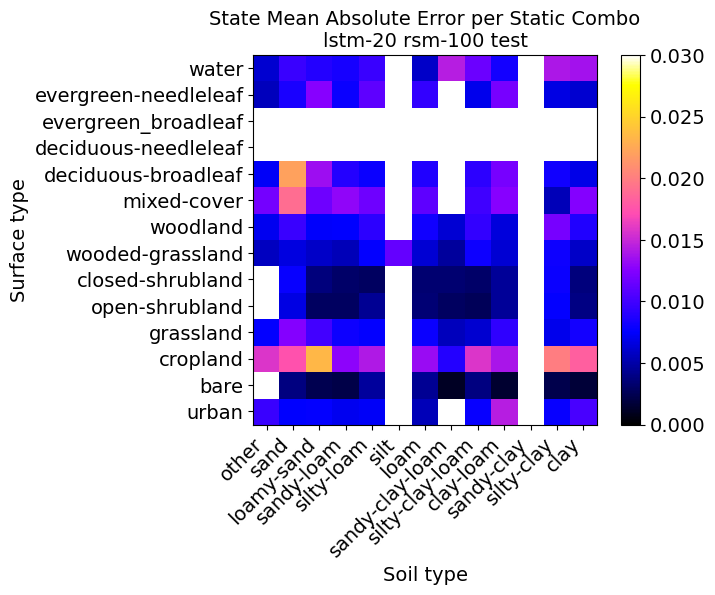 State Mean Absolute Error per Static Combo
lstm-20 rsm-100 test
Surface type
water
evergreen-needleleaf
evergreen_broadleaf
deciduous-needleleaf
deciduous-broadleaf
mixed-cover
woodland
wooded-grassland
closed-shrubland
open-shrubland
grassland
cropland
bare
urban
other
sand
loamy-sand
sandy-loam
silty-loam
silt
loam
sandy-clay-loam
silty-clay-loam
clay-loam
sandy-clay
silty-clay
clay
Soil type
0.030
0.025
0.020
0.015
0.010
0.005
0.000